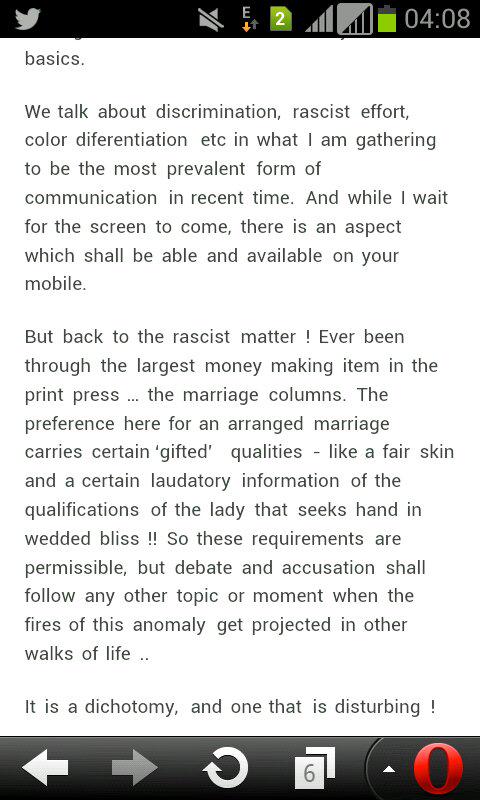 E
2
04:08
basics.
We talk about discrimination, rascist effort,
color diferentiation etc in what I am gathering
to be the most prevalent form of
communication in recent time. And while I wait
for the screen to come, there is an aspect
which shall be able and available on your
mobile.
But back to the rascist matter ! Ever been
through the largest money making item in the
print press ... the marriage columns. The
preference here for an arranged marriage
carries certain ‘gifted’ qualities - like a fair skin
and a certain laudatory information of the
qualifications of the lady that seeks hand in
wedded bliss !! So these requirements are
permissible, but debate and accusation shall
follow any other topic or moment when the
fires of this anomaly get projected in other
walks of life ..
It is a dichotomy, and one that is disturbing !
6